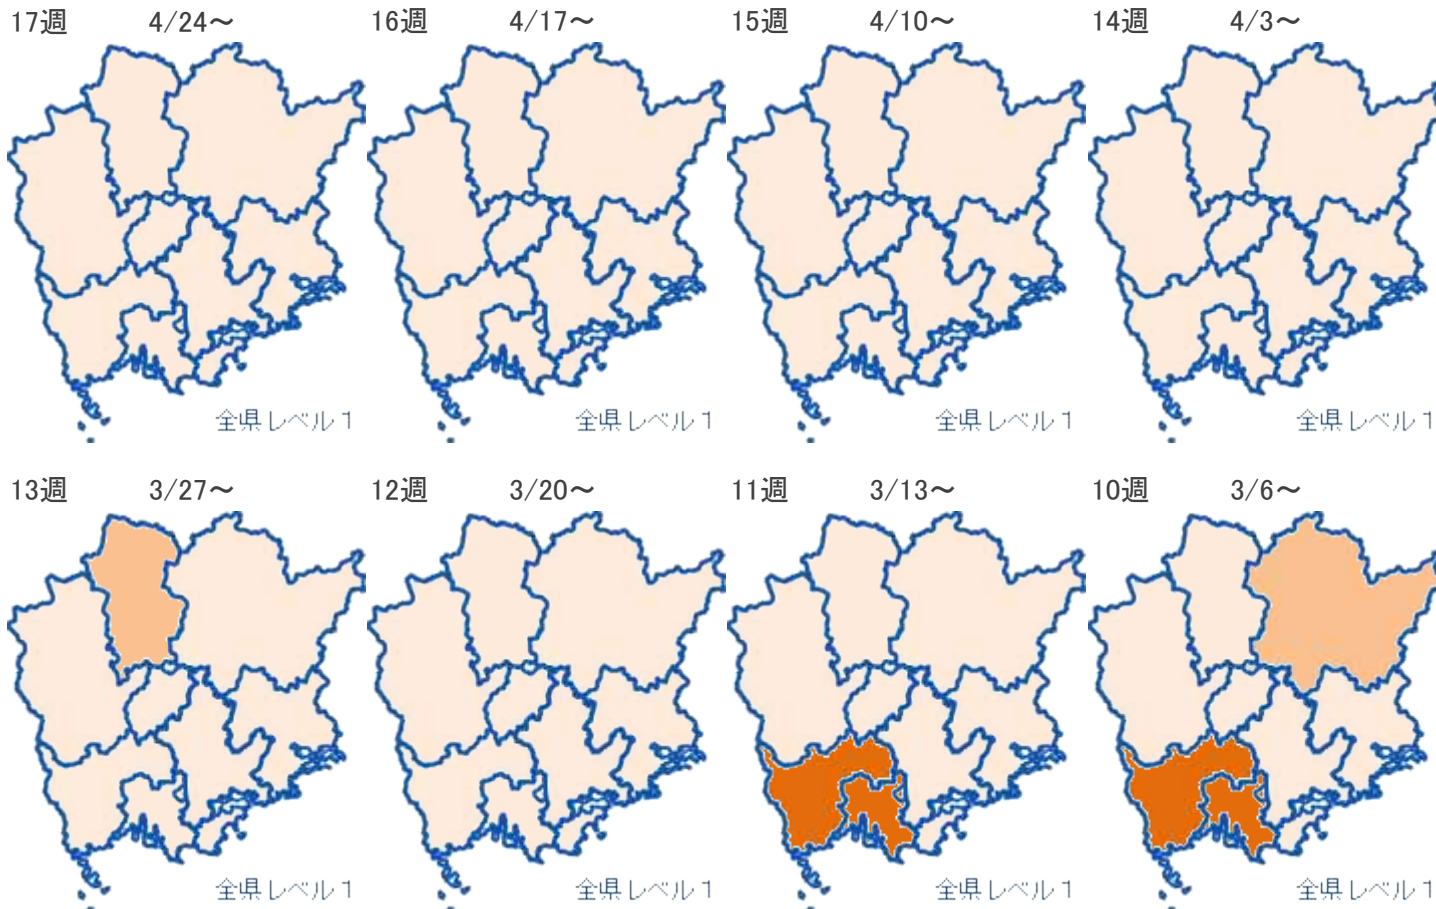 17週 4/24～
16週 4/17～
15週 4/10～
14週 4/3～
全県レベル1
全県レベル1
全県レベル1
全県レベル1
13週 3/27～
12週 3/20～
11週 3/13～
10週 3/6～
全県レベル1
全県レベル1
全県レベル1
全県レベル1